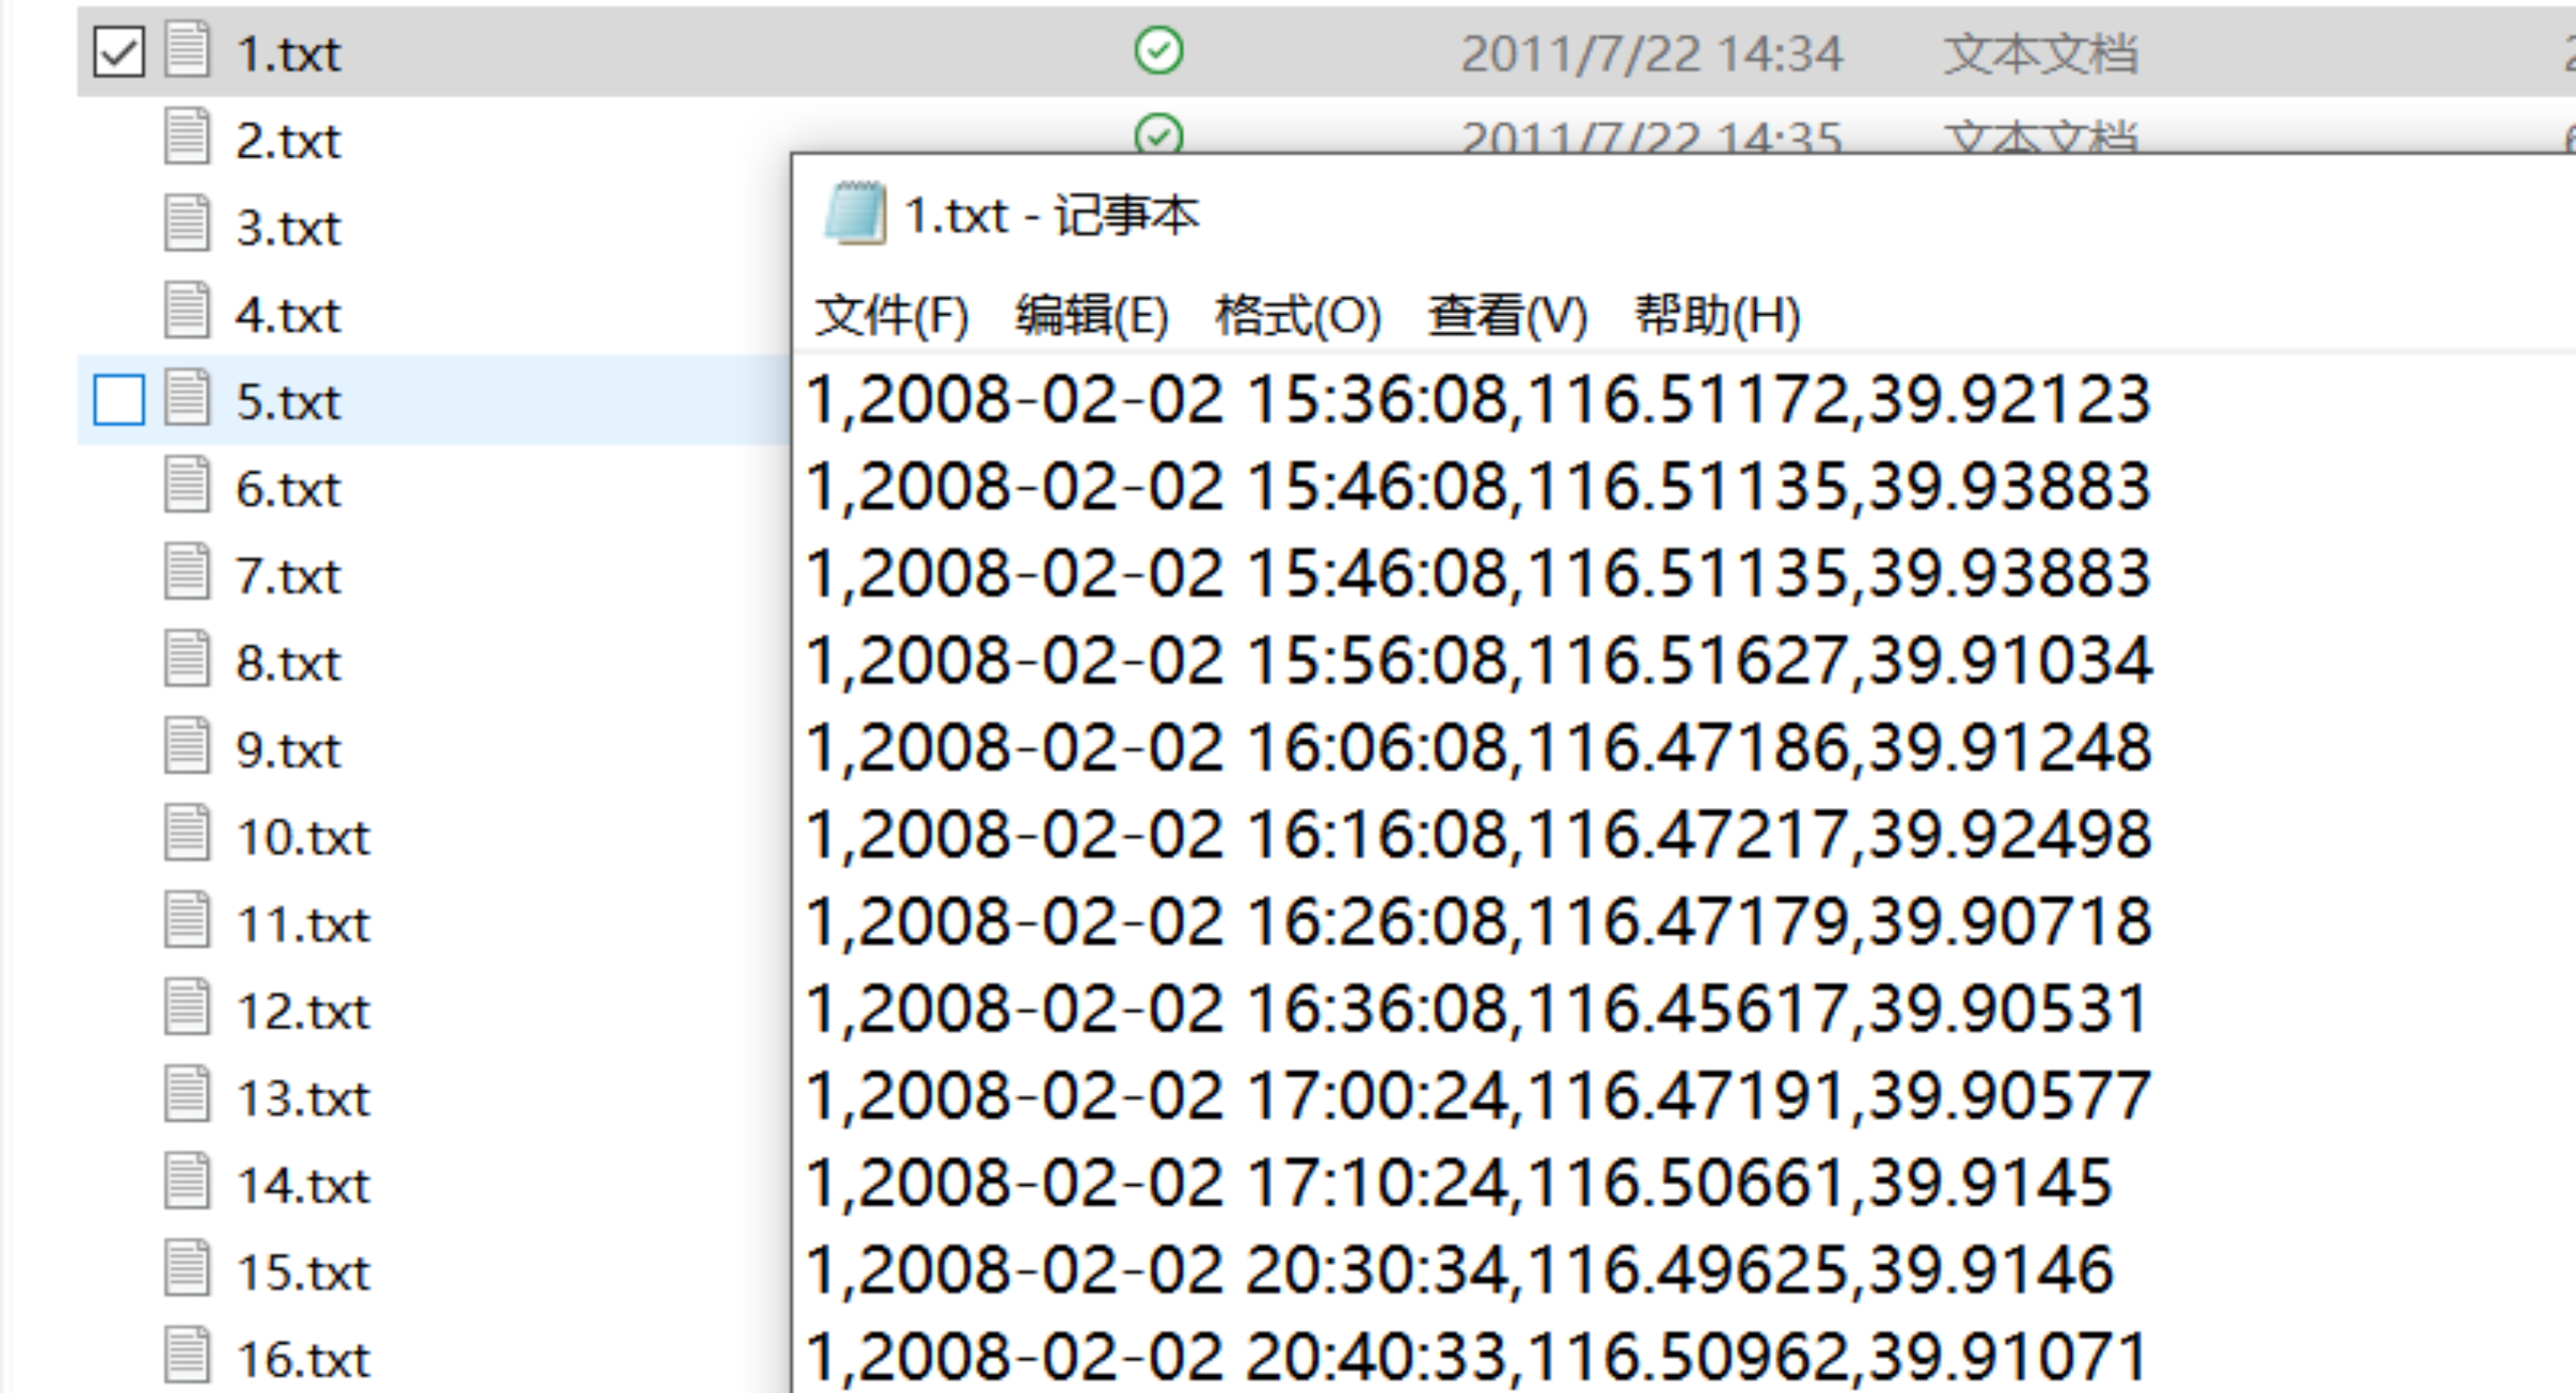 1.txt 2011/7/22 14:34 文本文档
2.txt 2011/7/22 14:35 文本文档
3.txt
4.txt
5.txt
6.txt
7.txt
8.txt
9.txt
10.txt
11.txt
12.txt
13.txt
14.txt
15.txt
16.txt
1.txt - 记事本
文件(F) 编辑(E) 格式(O) 查看(V) 帮助(H)
1,2008-02-02 15:36:08,116.51172,39.92123
1,2008-02-02 15:46:08,116.51135,39.93883
1,2008-02-02 15:46:08,116.51135,39.93883
1,2008-02-02 15:56:08,116.51627,39.91034
1,2008-02-02 16:06:08,116.47186,39.91248
1,2008-02-02 16:16:08,116.47217,39.92498
1,2008-02-02 16:26:08,116.47179,39.90718
1,2008-02-02 16:36:08,116.45617,39.90531
1,2008-02-02 17:00:24,116.47191,39.90577
1,2008-02-02 17:10:24,116.50661,39.9145
1,2008-02-02 20:30:34,116.49625,39.9146
1,2008-02-02 20:40:33,116.50962,39.91071